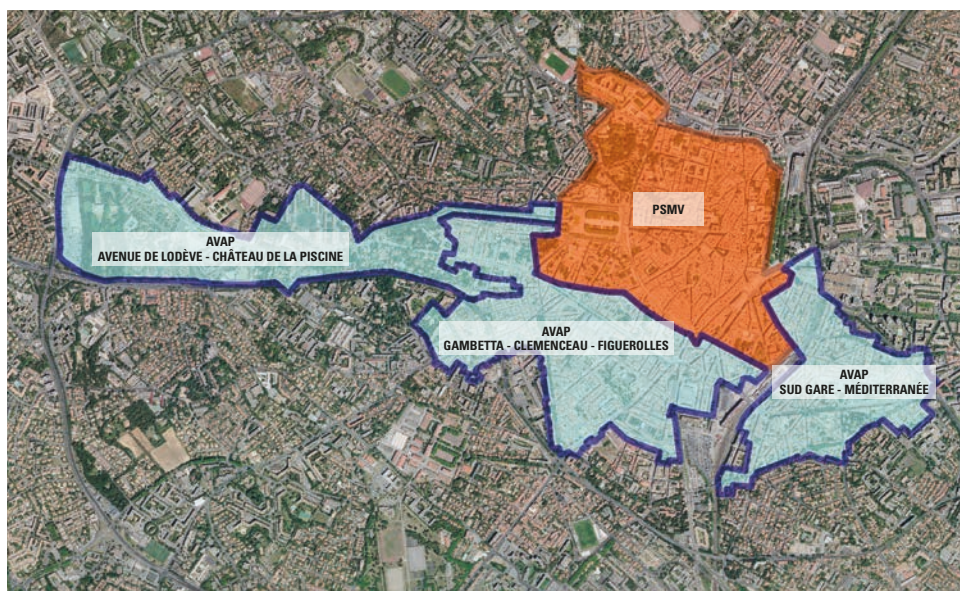 PSMV
AVAP
AVENUE DE LODÈVE - CHÂTEAU DE LA PISCINE
AVAP
GAMBETTA - CLEMENCEAU - FIGUEROLLES
AVAP
SUD GARE - MÉDITERRANÉE